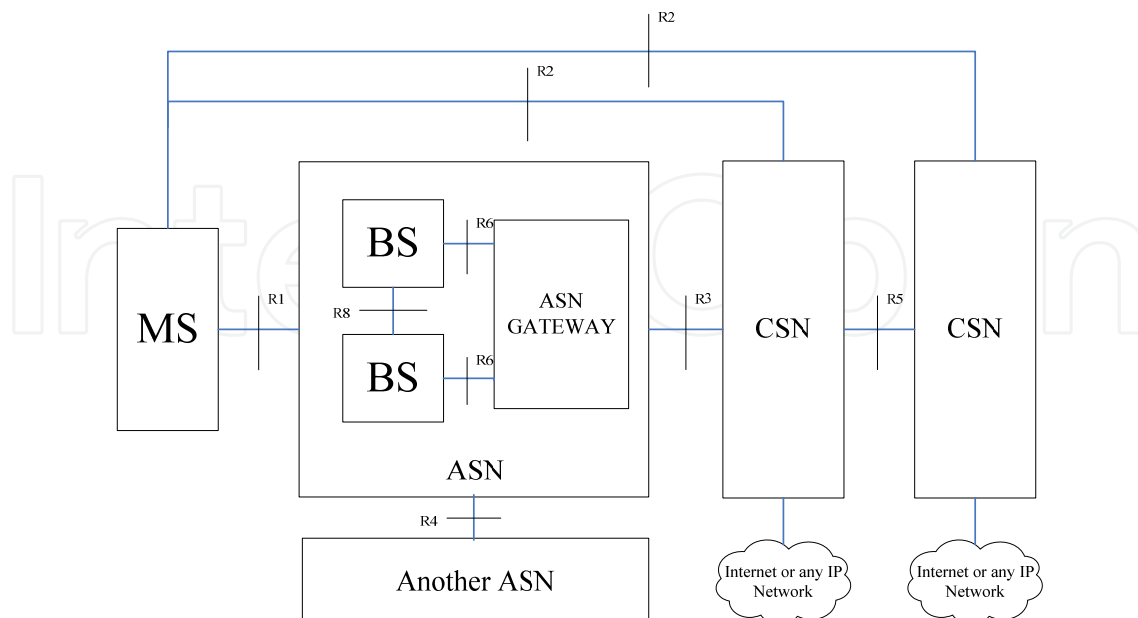 R2
R2
BS
R6
R1
MS
R8
ASN
GATEWAY
R3
CSN
R5
CSN
BS
R6
ASN
R4
Another ASN
Internet or any IP
Network
Internet or any IP
Network